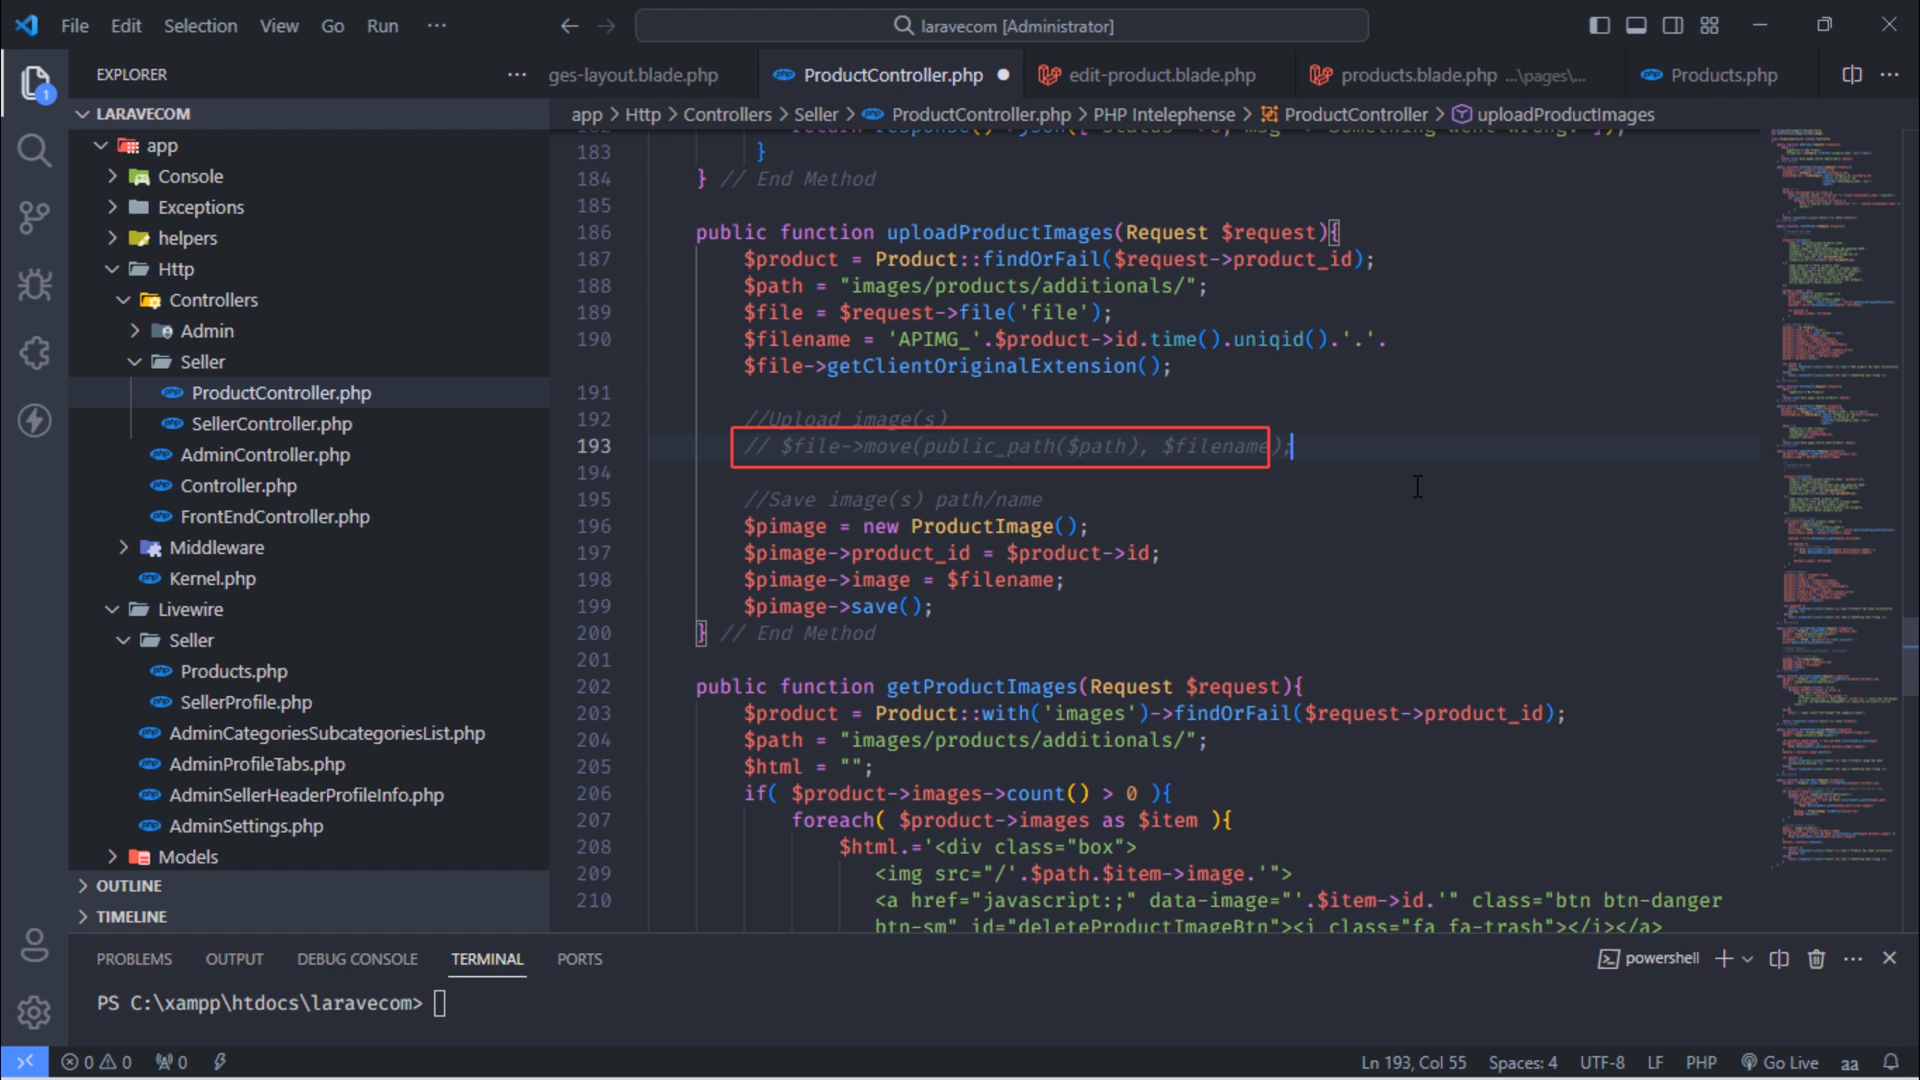 File Edit Selection View Go Run ···
laravecom [Administrator]
EXPLORER
ges-layout.blade.php
ProductController.php
edit-product.blade.php
products.blade.php ...\pages\...
Products.php
app > Http > Controllers > Seller > ProductController.php > PHP Intelephense > ProductController > uploadProductImages
1
LARAVECOM
app
Console
Exceptions
helpers
Http
Controllers
Admin
Seller
ProductController.php
SellerController.php
AdminController.php
Controller.php
FrontEndController.php
Middleware
Kernel.php
Livewire
Seller
Products.php
SellerProfile.php
AdminCategoriesSubcategoriesList.php
AdminProfileTabs.php
AdminSellerHeaderProfileInfo.php
AdminSettings.php
Models
OUTLINE
TIMELINE
183 }
184 } // End Method
185
186 public function uploadProductImages(Request $request){
187 $product = Product::findOrFail($request->product_id);
188 $path = "images/products/additionals/";
189 $file = $request->file('file');
190 $filename = 'APIMG_'.$product->id.time().uniqid().'.'.
$file->getClientOriginalExtension();
191
192 //Upload image(s)
193 // $file->move(public_path($path), $filename);
194
195 //Save image(s) path/name
196 $pimage = new ProductImage();
197 $pimage->product_id = $product->id;
198 $pimage->image = $filename;
199 $pimage->save();
200 } // End Method
201
202 public function getProductImages(Request $request){
203 $product = Product::with('images')->findOrFail($request->product_id);
204 $path = "images/products/additionals/";
205 $html = "";
206 if( $product->images->count() > 0 ){
207 foreach( $product->images as $item ){
208 $html.='<div class="box">
209 <img src="/'.$path.$item->image.'">
210 <a href="javascript:;" data-image="'.$item->id.'" class="btn btn-danger
btn-sm" id="deleteProductImageBtn"><i class="fa fa-trash"></i></a>
PROBLEMS OUTPUT DEBUG CONSOLE TERMINAL PORTS
powershell
PS C:\xampp\htdocs\laravecom>
0 0 0
Ln 193, Col 55 Spaces: 4 UTF-8 LF PHP Go Live aa